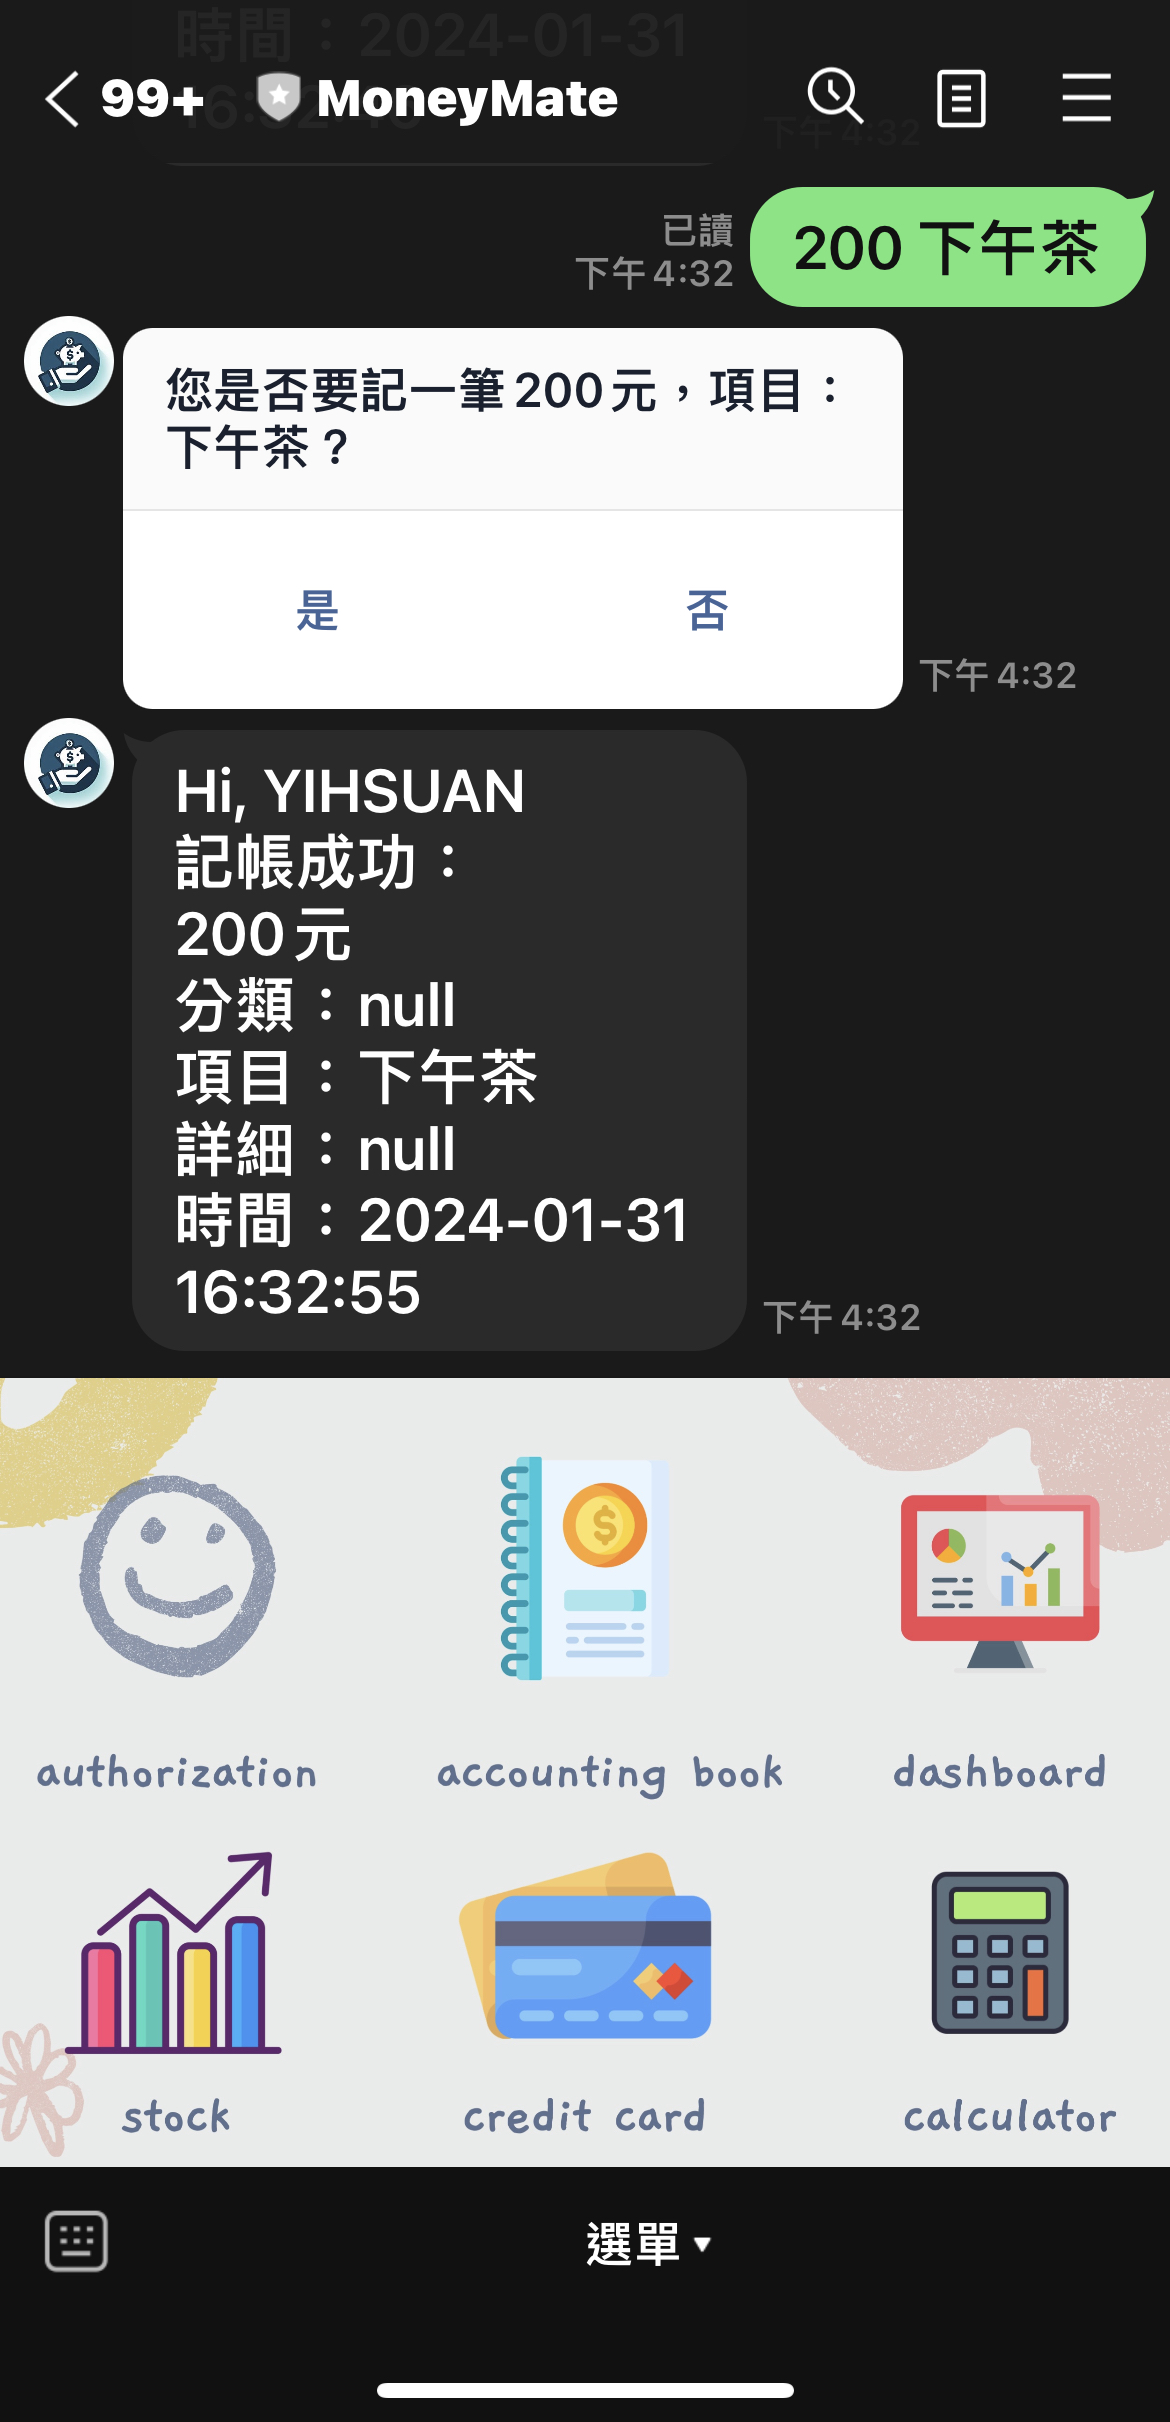 時間：2024-01-31
99+ MoneyMate
下午 4:32
已讀
下午 4:32
200 下午茶
您是否要記一筆200元，項目：
下午茶？
是 否
下午 4:32
Hi, YIHSUAN
記帳成功：
200元
分類：null
項目：下午茶
詳細：null
時間：2024-01-31
16:32:55
下午 4:32
authorization accounting book dashboard
stock credit card calculator
選單 ▾